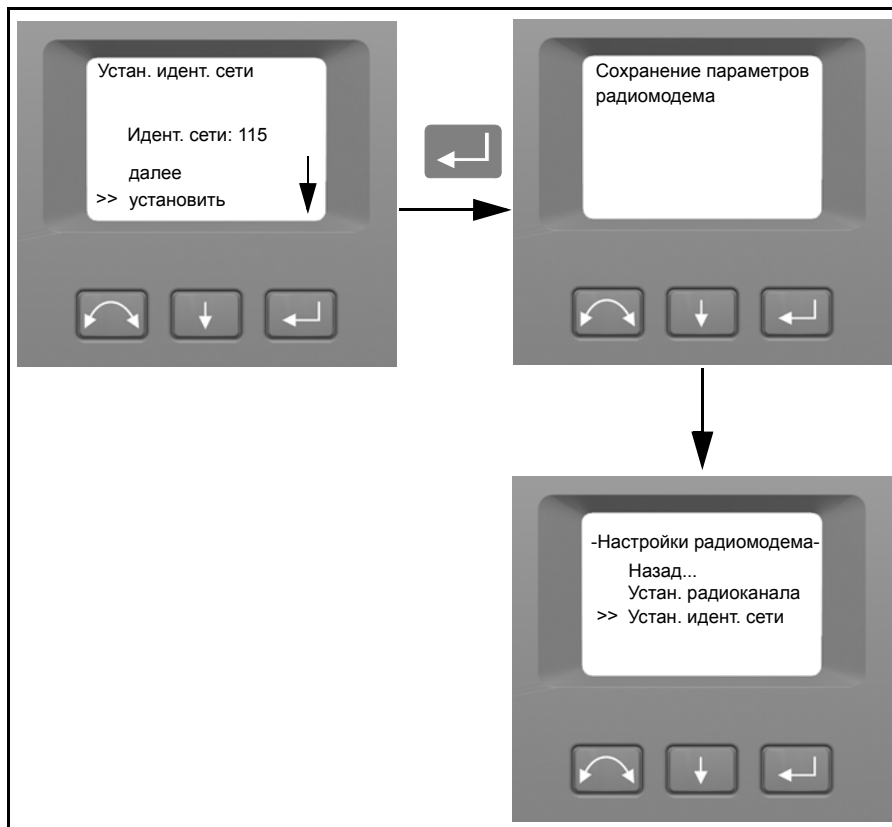 Устан. идент. сети
Идент. сети: 115
далее
>> установить
Сохранение параметров
радиомодема
-Настройки радиомодема-
Назад...
Устан. радиоканала
>> Устан. идент. сети